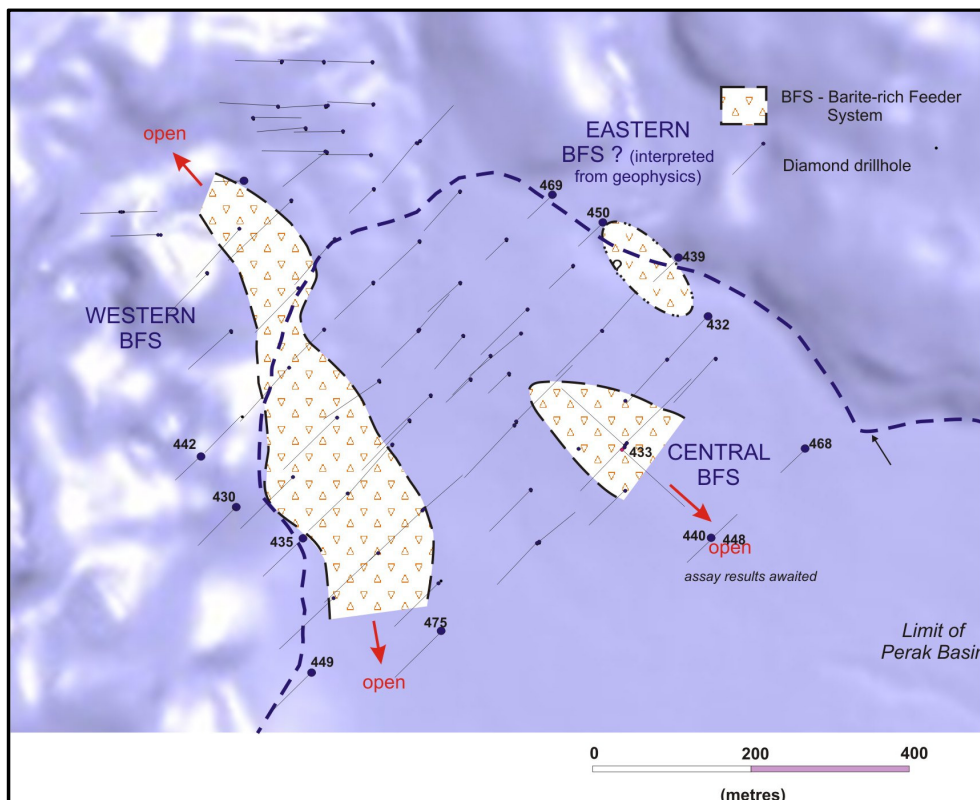 BFS - Barite-rich Feeder
System
Diamond drillhole
open
EASTERN
BFS ? (interpreted
from geophysics)
469
450
439
432
WESTERN
BFS
442
430
435
433
CENTRAL
BFS
468
440
448
open
assay results awaited
475
449
open
Limit of
Perak Basin
0
200
400
(metres)